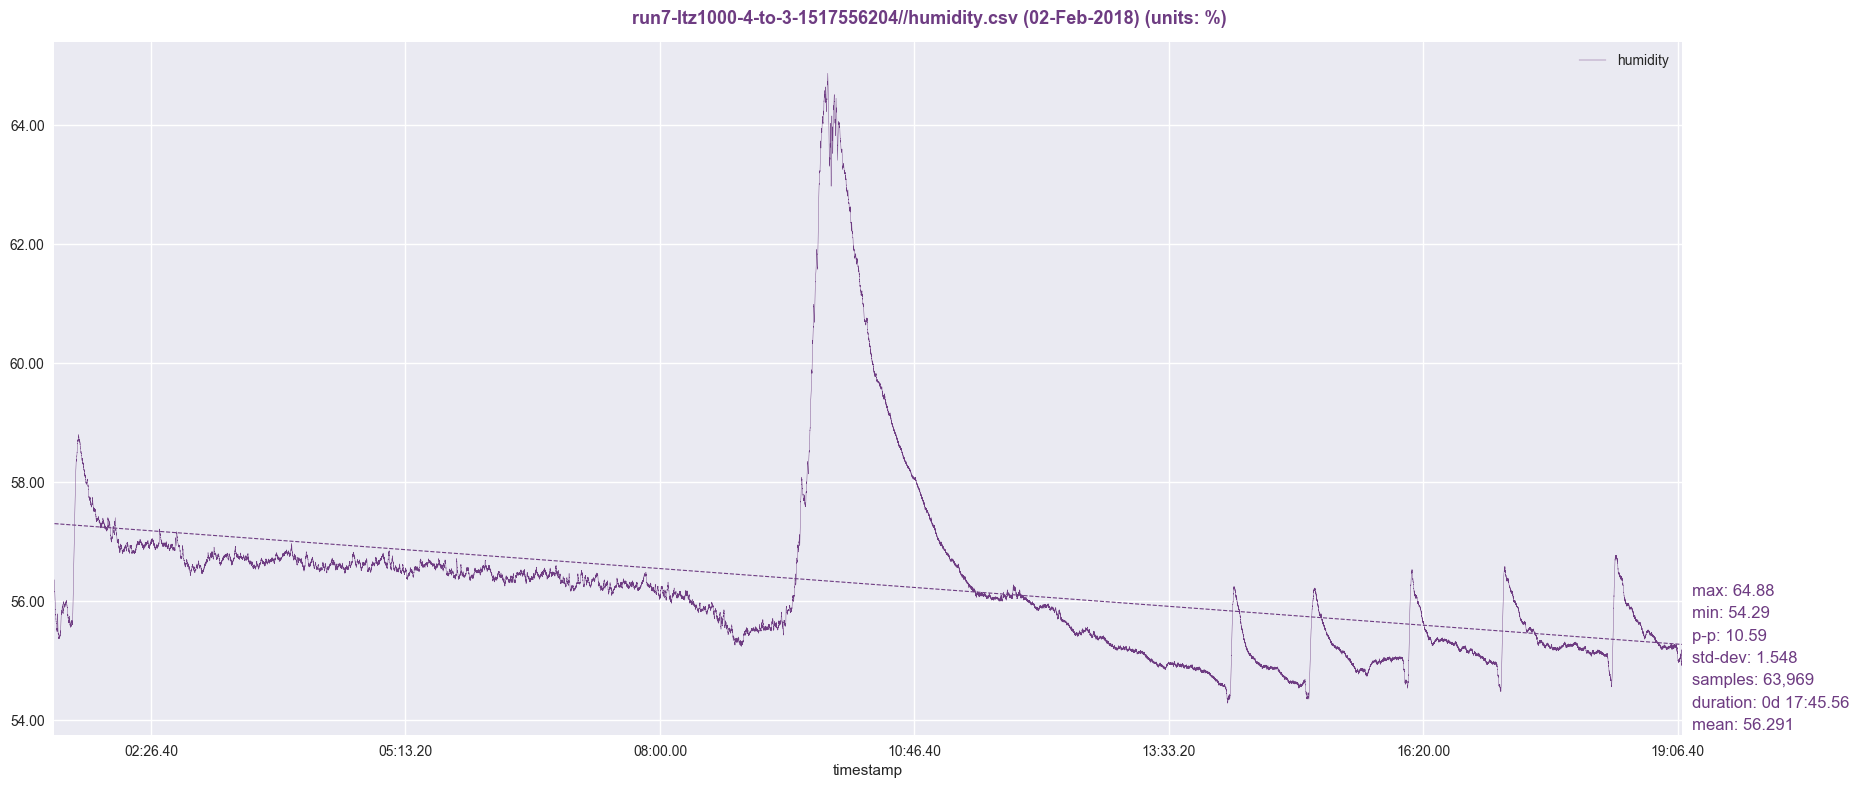 run7-ltz1000-4-to-3-1517556204//humidity.csv (02-Feb-2018) (units: %)
humidity
64.00
62.00
60.00
58.00
56.00
54.00
max: 64.88
min: 54.29
p-p: 10.59
std-dev: 1.548
samples: 63,969
duration: 0d 17:45.56
mean: 56.291
02:26.40 05:13.20 08:00.00 10:46.40 13:33.20 16:20.00 19:06.40
timestamp